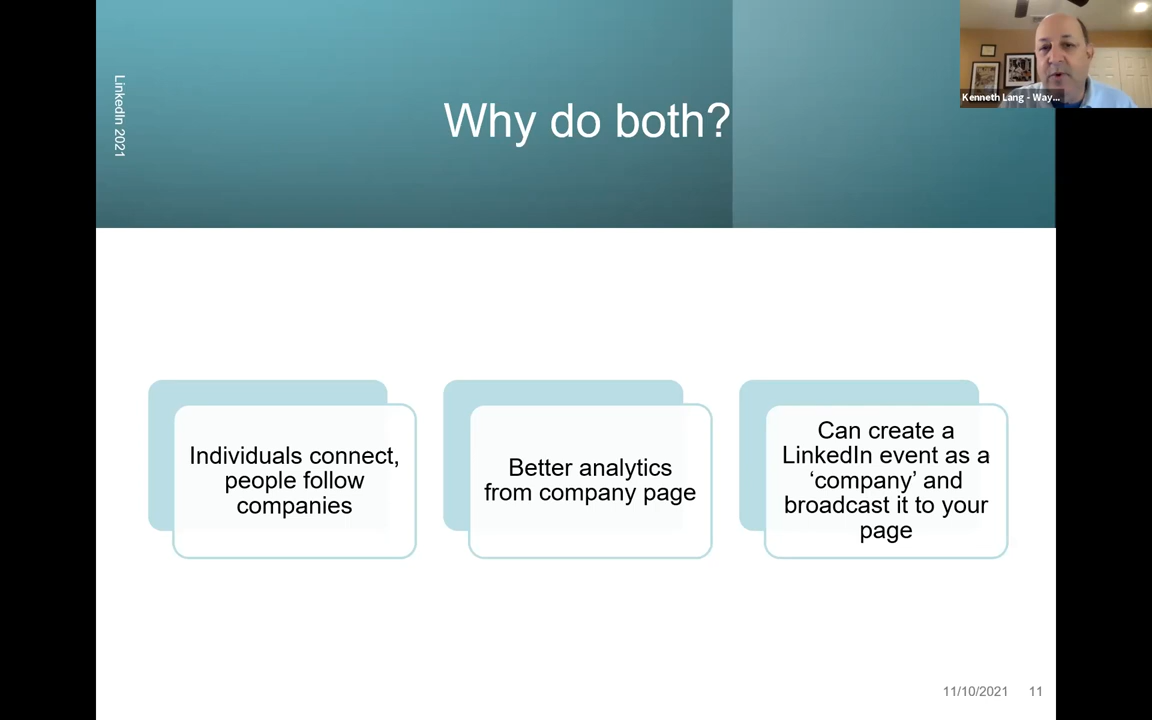 LinkedIn 2021
Why do both?
Kenneth Lang - Way...
Individuals connect,
people follow
companies
Better analytics
from company page
Can create a
LinkedIn event as a
‘company’ and
broadcast it to your
page
11/10/2021
11